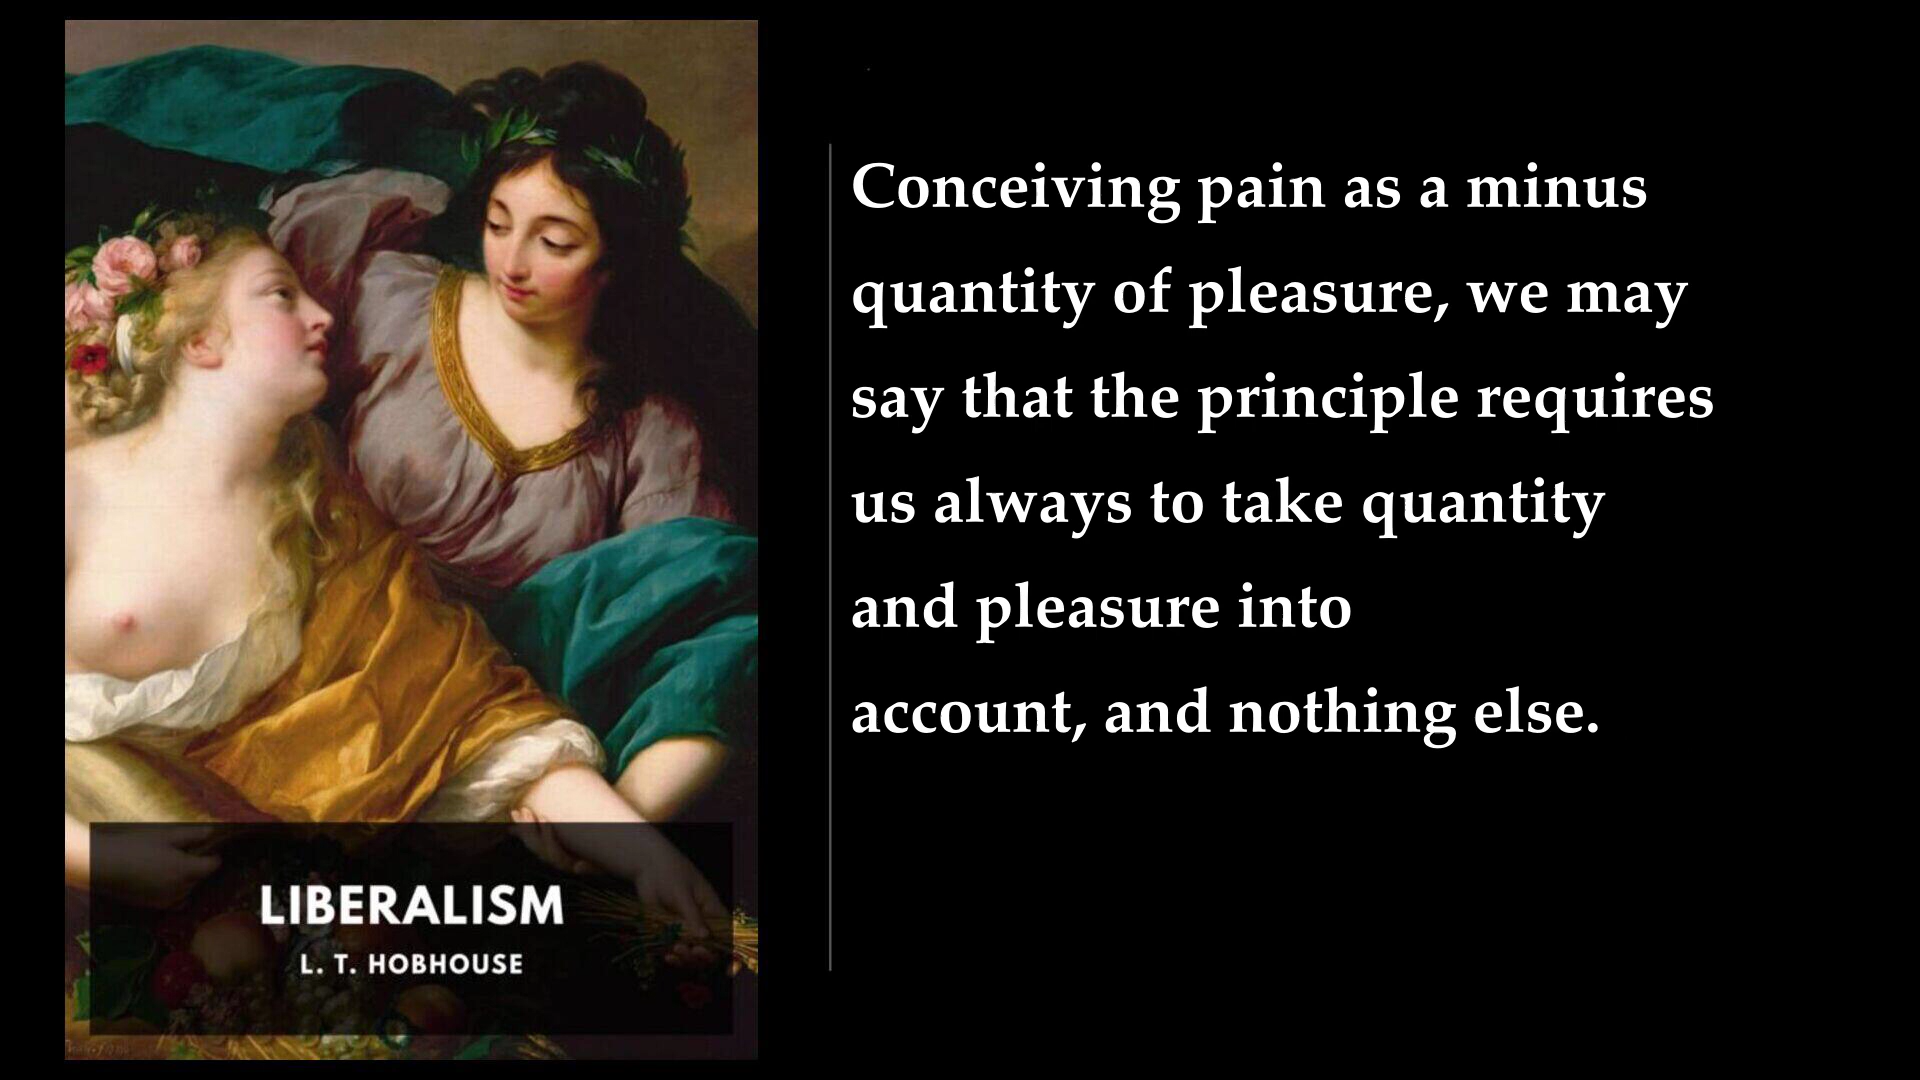 LIBERALISM
L. T. HOBHOUSE
Conceiving pain as a minus
quantity of pleasure, we may
say that the principle requires
us always to take quantity
and pleasure into
account, and nothing else.